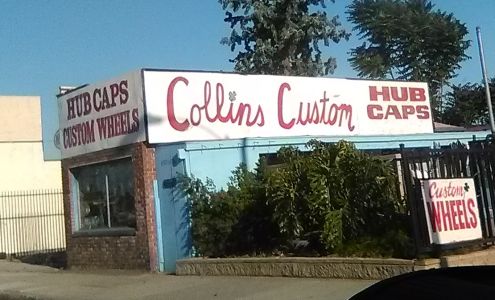 HUB CAPS
CUSTOM WHEELS
Collins Custom HUB
CAPS
Custom
WHEELS